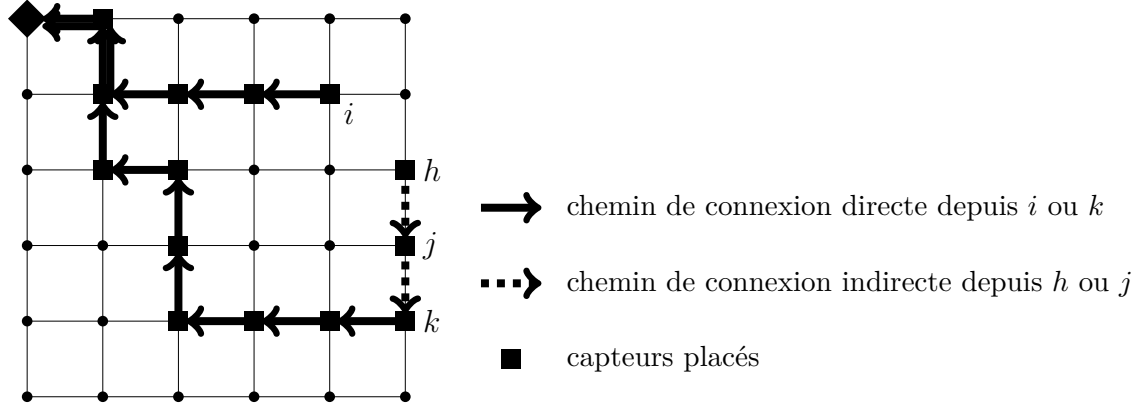 i
h
j
k
chemin de connexion directe depuis i ou k
chemin de connexion indirecte depuis h ou j
capteurs placés